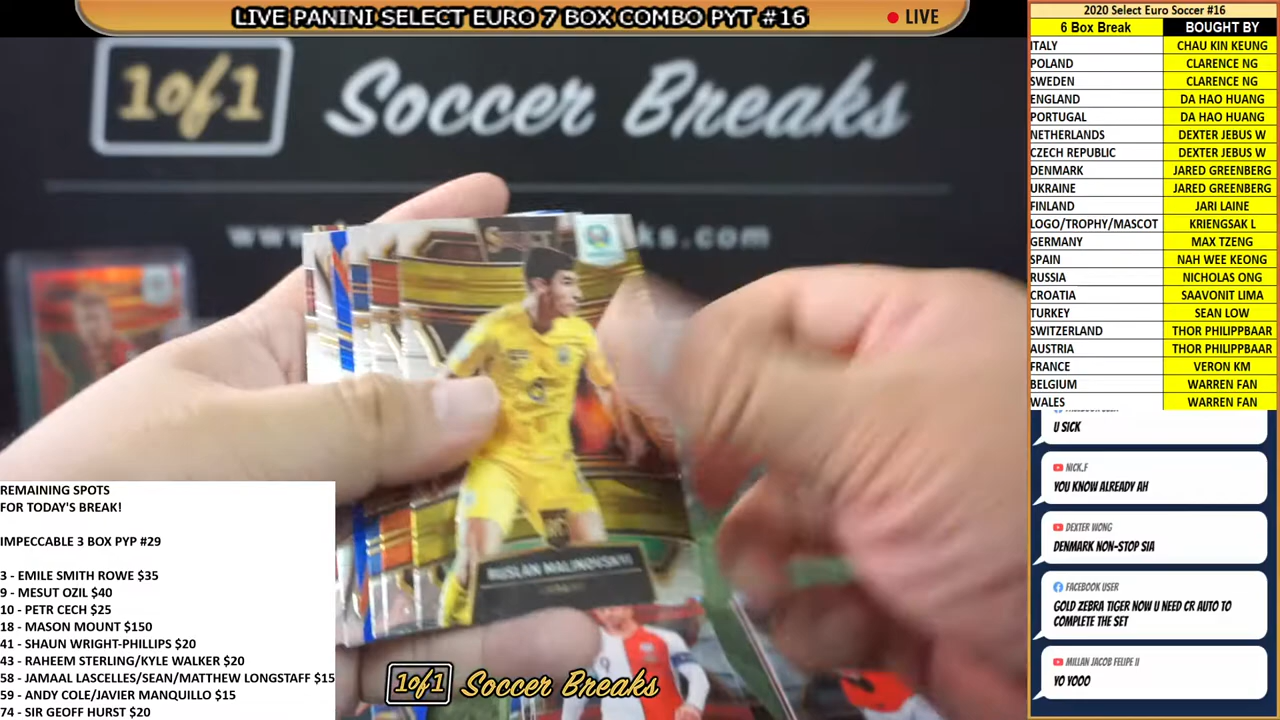 LIVE PANINI SELECT EURO 7 BOX COMBO PYT #16
LIVE
1of1 Soccer Breaks
SELECT
RUSLAN MALINOVSKYI
REMAINING SPOTS
FOR TODAY'S BREAK!
IMPECCABLE 3 BOX PYP #29
3 - EMILE SMITH ROWE $35
9 - MESUT OZIL $40
10 - PETR CECH $25
18 - MASON MOUNT $150
41 - SHAUN WRIGHT-PHILLIPS $20
43 - RAHEEM STERLING/KYLE WALKER $20
58 - JAMAAL LASCELLES/SEAN/MATTHEW LONGSTAFF $15
59 - ANDY COLE/JAVIER MANQUILLO $15
74 - SIR GEOFF HURST $20
1of1 Soccer Breaks
2020 Select Euro Soccer #16
6 Box Break BOUGHT BY
ITALY CHAU KIN KEUNG
POLAND CLARENCE NG
SWEDEN CLARENCE NG
ENGLAND DA HAO HUANG
PORTUGAL DA HAO HUANG
NETHERLANDS DEXTER JEBUS W
CZECH REPUBLIC DEXTER JEBUS W
DENMARK JARED GREENBERG
UKRAINE JARED GREENBERG
FINLAND JARI LAINE
LOGO/TROPHY/MASCOT KRIENGSAK L
GERMANY MAX TZENG
SPAIN NAH WEE KEONG
RUSSIA NICHOLAS ONG
CROATIA SAAVONIT LIMA
TURKEY SEAN LOW
SWITZERLAND THOR PHILIPPBAAR
AUSTRIA THOR PHILIPPBAAR
FRANCE VERON KM
BELGIUM WARREN FAN
WALES WARREN FAN
U SICK
NICK.F
YOU KNOW ALREADY AH
DEXTER WONG
DENMARK NON-STOP SIA
FACEBOOK USER
GOLD ZEBRA TIGER NOW U NEED CR AUTO TO
COMPLETE THE SET
MILLAN JACOB FELIPE II
YO YOOO